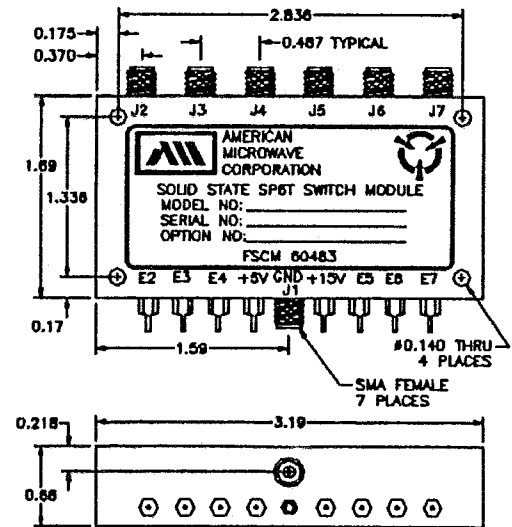 2.836
0.175
0.370
0.487 TYPICAL
J2 J3 J4 J5 J6 J7
AMERICAN
MICROWAVE
CORPORATION
SOLID STATE SP6T SWITCH MODULE
MODEL NO:
SERIAL NO:
OPTION NO:
FSCM 60483
1.69
1.336
E2 E3 E4 +5V GND +15V E5 E6 E7
J1
0.17
1.59
ø0.140 THRU
4 PLACES
SMA FEMALE
7 PLACES
3.19
0.218
0.66